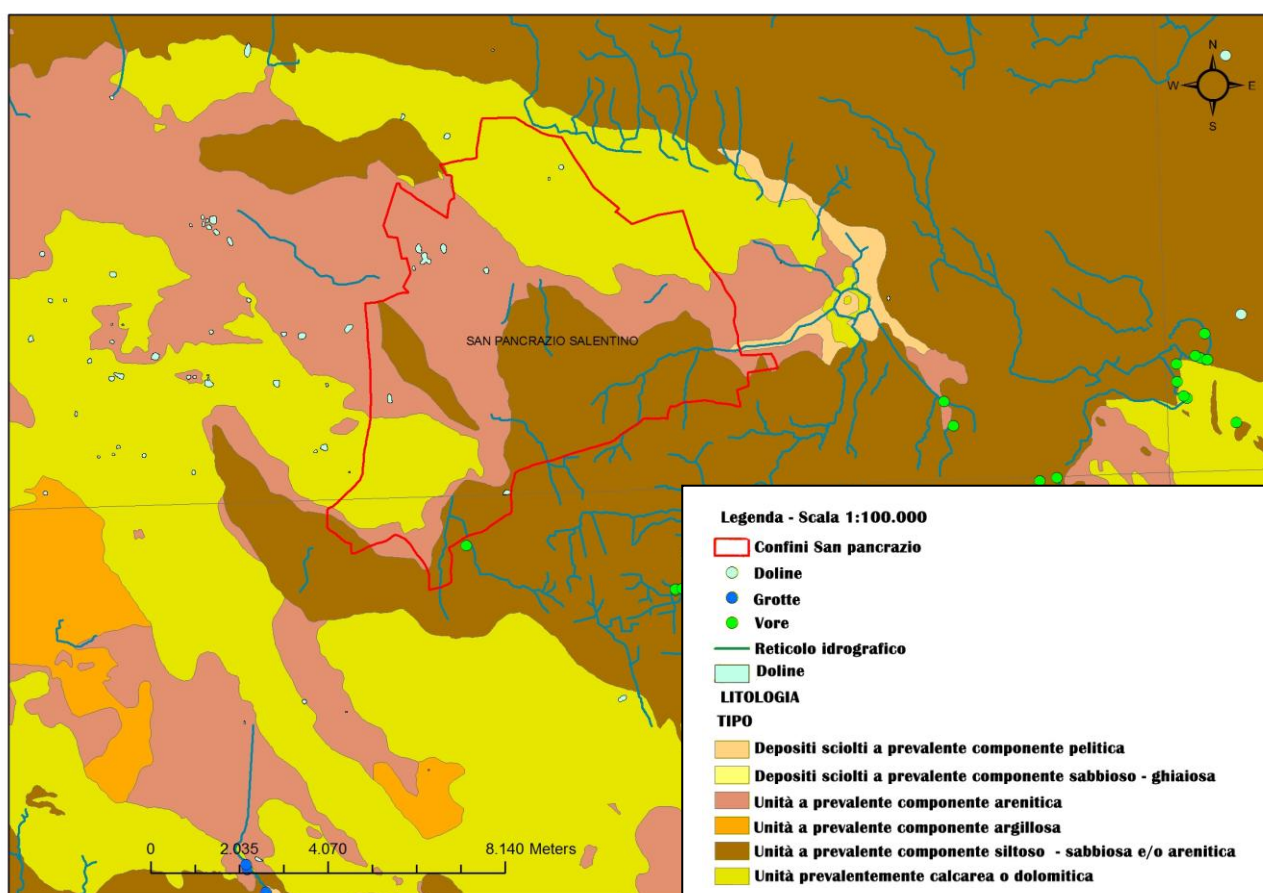 N
W E
S
SAN PANCRAZIO SALENTINO
Legenda - Scala 1:100.000
Confini San pancrazio
Doline
Grotte
Vore
Reticolo idrografico
Doline
LITOLOGIA
TIPO
Depositi sciolti a prevalente componente pelitica
Depositi sciolti a prevalente componente sabbioso - ghiaiosa
Unità a prevalente componente arenitica
Unità a prevalente componente argillosa
Unità a prevalente componente siltoso - sabbiosa e/o arenitica
Unità prevalentemente calcarea o dolomitica
0 2.035 4.070 8.140 Meters